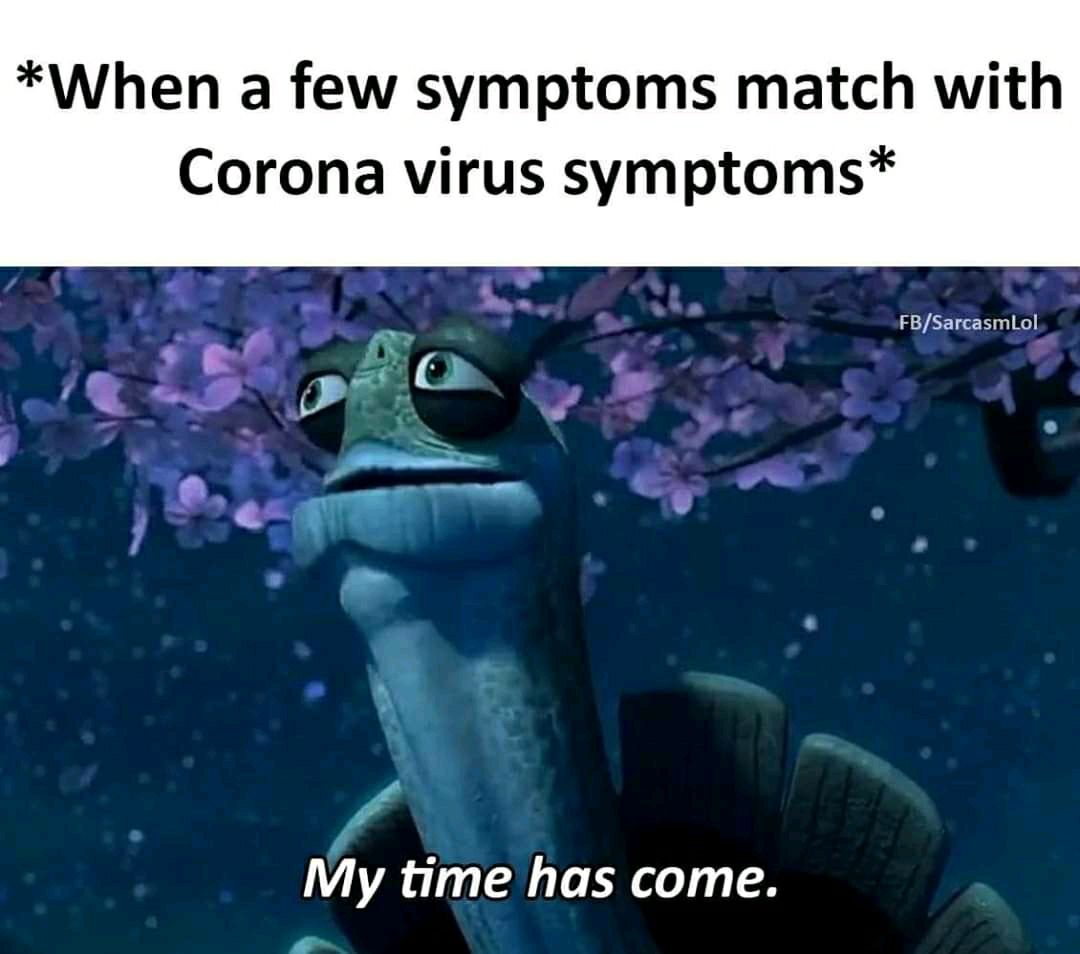 *When a few symptoms match with
Corona virus symptoms*
FB/SarcasmLol
My time has come.